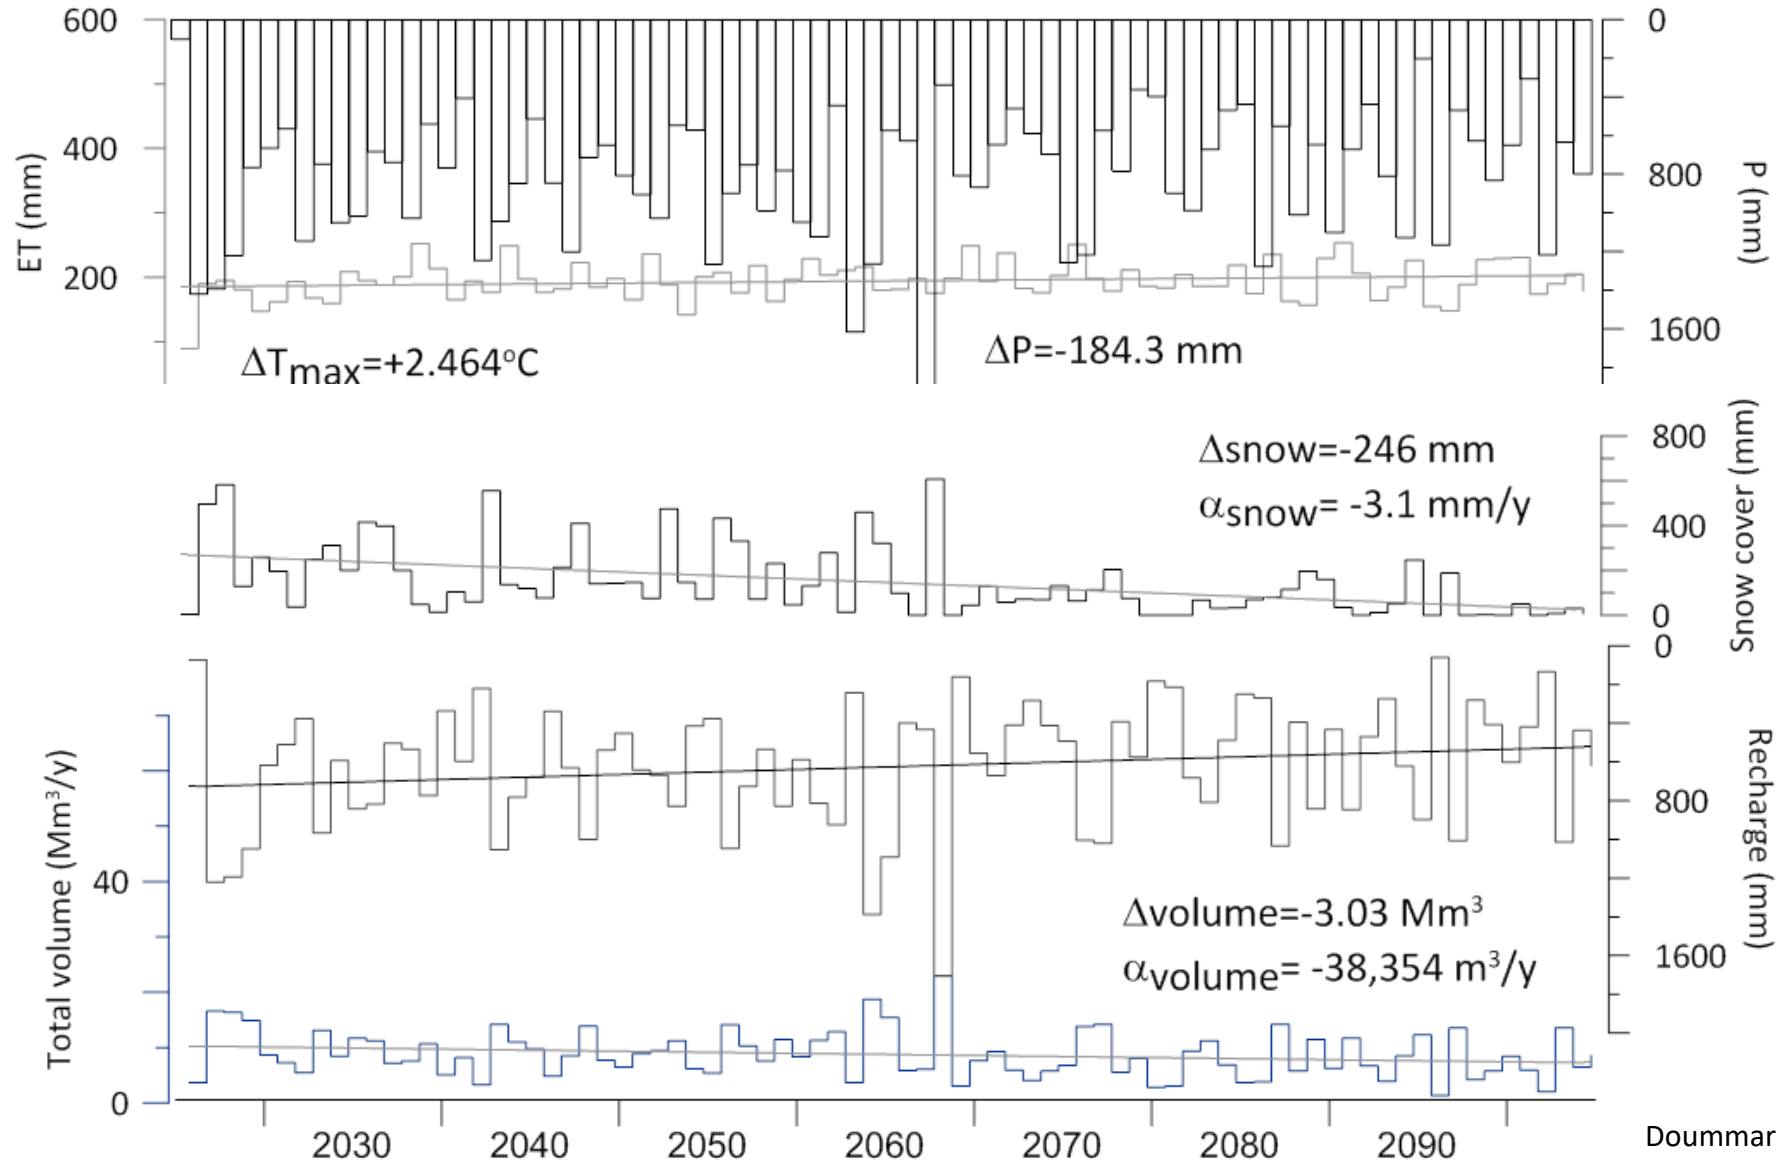 600
400
200
ET (mm)
0
800
1600
P (mm)
ΔTmax=+2.464°C
ΔP=-184.3 mm
Δsnow=-246 mm
αsnow= -3.1 mm/y
800
400
0
Snow cover (mm)
0
800
1600
Recharge (mm)
Total volume (Mm³/y)
40
0
Δvolume=-3.03 Mm³
αvolume= -38,354 m³/y
2030 2040 2050 2060 2070 2080 2090
Doummar